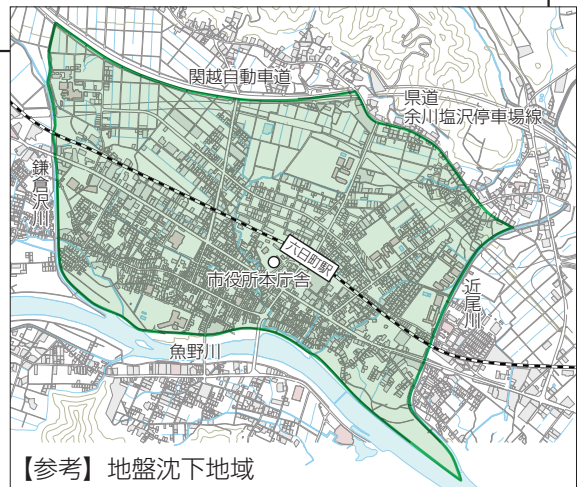 関越自動車道
県道
余川塩沢停車場線
鎌倉沢川
六日町駅
市役所本庁舎
近尾川
魚野川
【参考】地盤沈下地域